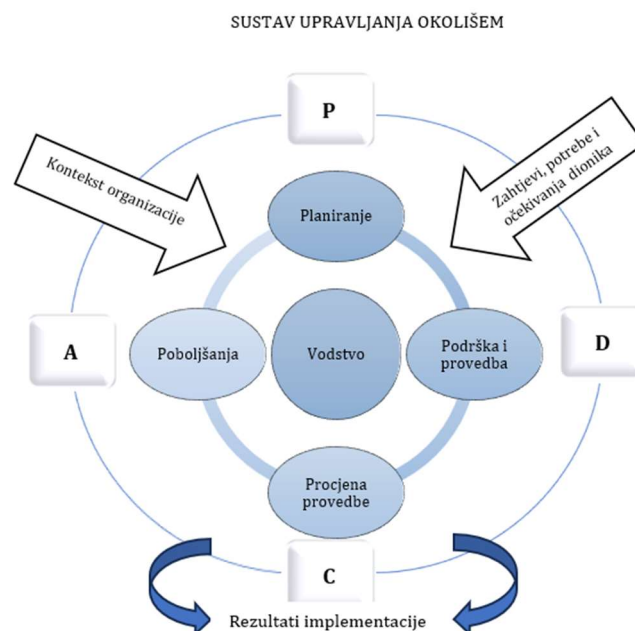 SUSTAV UPRAVLJANJA OKOLIŠEM
P
Kontekst
organizacije
Zahtjevi, potrebe i
očekivanja dionika
Planiranje
A
Poboljšanja
Vodstvo
Podrška i
provedba
D
Procjena
provedbe
C
Rezultati implementacije